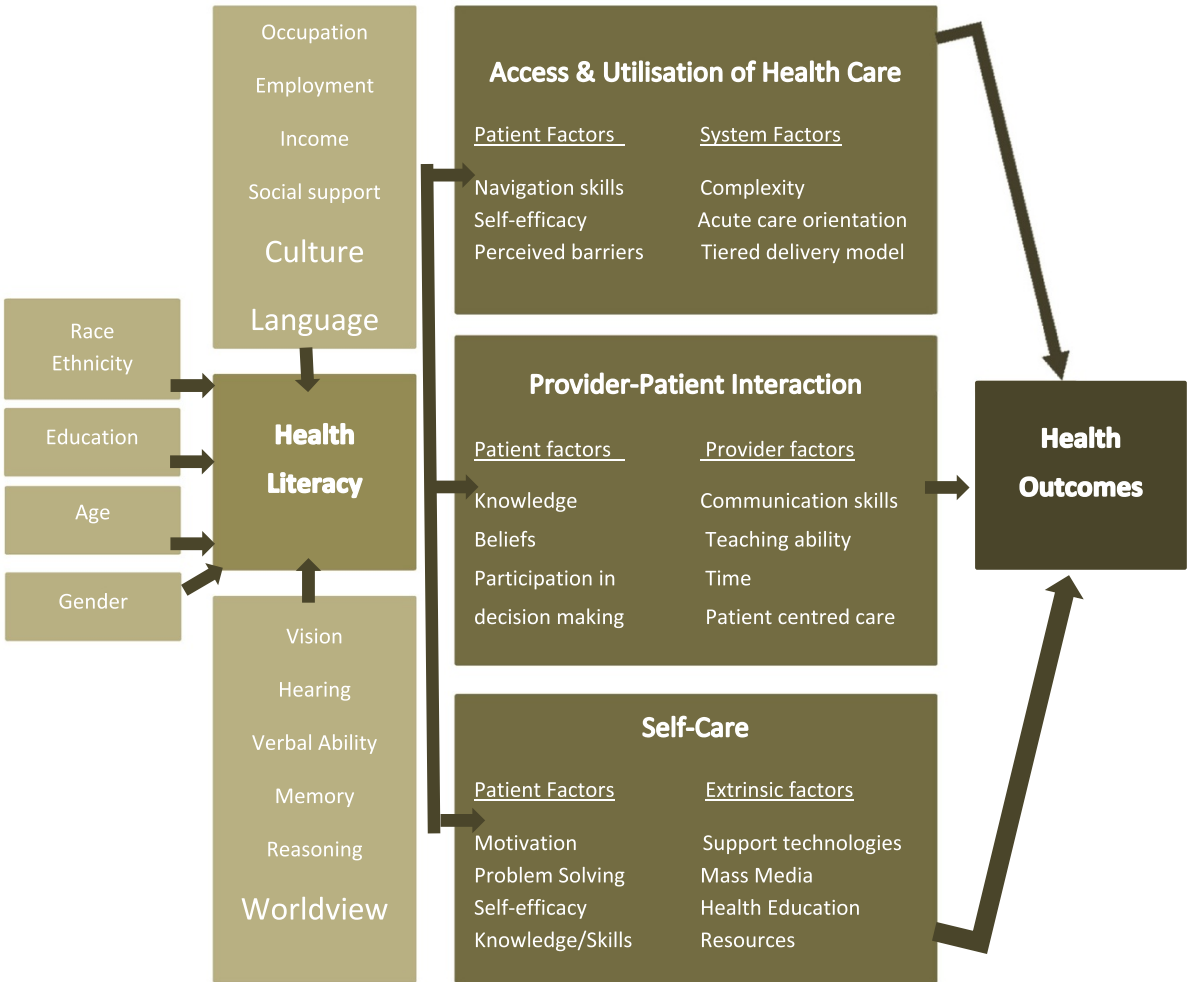 Occupation
Employment
Income
Social support
Culture
Language
Race
Ethnicity
Education
Age
Gender
Health
Literacy
Vision
Hearing
Verbal Ability
Memory
Reasoning
Worldview
Access & Utilisation of Health Care
Patient Factors
Navigation skills
Self-efficacy
Perceived barriers
System Factors
Complexity
Acute care orientation
Tiered delivery model
Provider-Patient Interaction
Patient factors
Knowledge
Beliefs
Participation in
decision making
Provider factors
Communication skills
Teaching ability
Time
Patient centred care
Self-Care
Patient Factors
Motivation
Problem Solving
Self-efficacy
Knowledge/Skills
Extrinsic factors
Support technologies
Mass Media
Health Education
Resources
Health
Outcomes